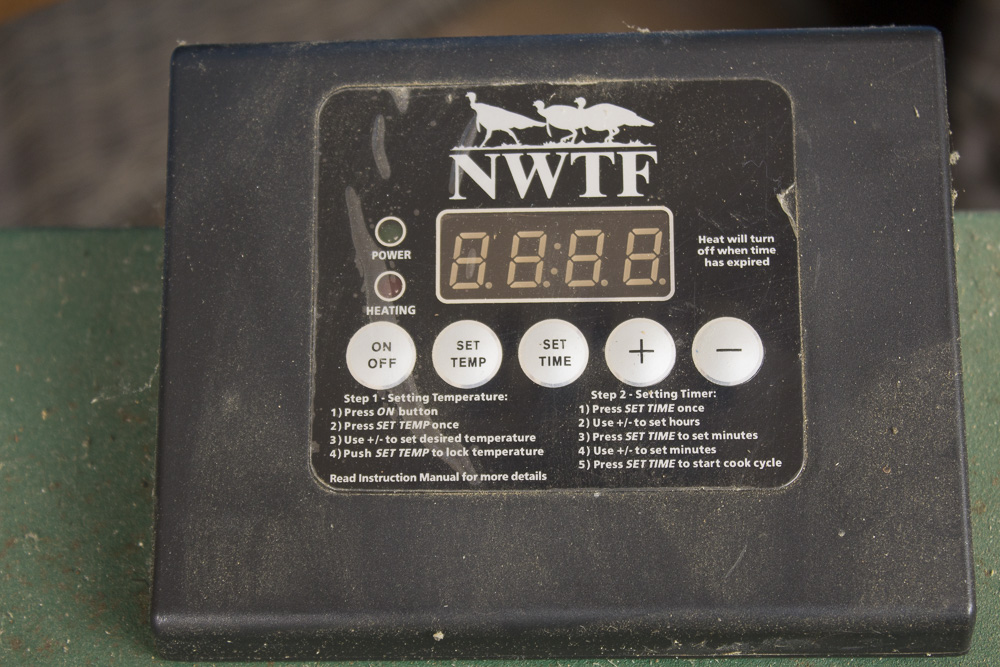 NWTF
8.8:8.8.
POWER
HEATING
Heat will turn
off when time
has expired
ON
OFF
SET
TEMP
SET
TIME
+
−
Step 1 - Setting Temperature:
1) Press ON button
2) Press SET TEMP once
3) Use +/- to set desired temperature
4) Push SET TEMP to lock temperature
Read Instruction Manual for more details
Step 2 - Setting Timer:
1) Press SET TIME once
2) Use +/- to set hours
3) Press SET TIME to set minutes
4) Use +/- to set minutes
5) Press SET TIME to start cook cycle